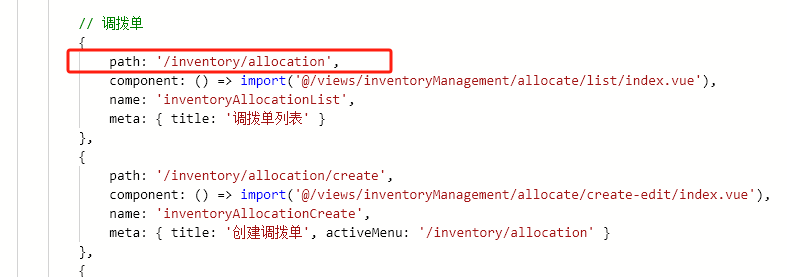 // 调拨单
{
path: '/inventory/allocation',
component: () => import('@/views/inventoryManagement/allocate/list/index.vue'),
name: 'inventoryAllocationList',
meta: { title: '调拨单列表' }
},
{
path: '/inventory/allocation/create',
component: () => import('@/views/inventoryManagement/allocate/create-edit/index.vue'),
name: 'inventoryAllocationCreate',
meta: { title: '创建调拨单', activeMenu: '/inventory/allocation' }
},
{